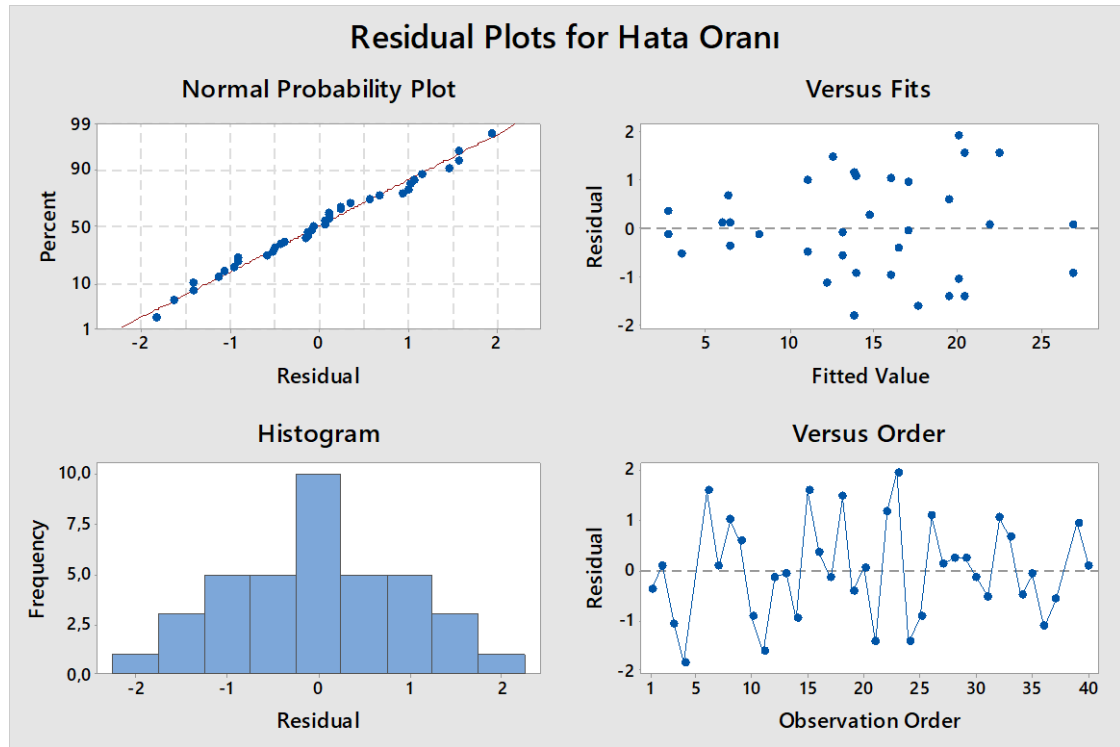 Residual Plots for Hata Oranı
Normal Probability Plot
99
90
50
10
1
Percent
-2 -1 0 1 2
Residual
Versus Fits
2
1
0
-1
-2
Residual
5 10 15 20 25
Fitted Value
Histogram
10,0
7,5
5,0
2,5
0,0
Frequency
-2 -1 0 1 2
Residual
Versus Order
2
1
0
-1
-2
Residual
1 5 10 15 20 25 30 35 40
Observation Order